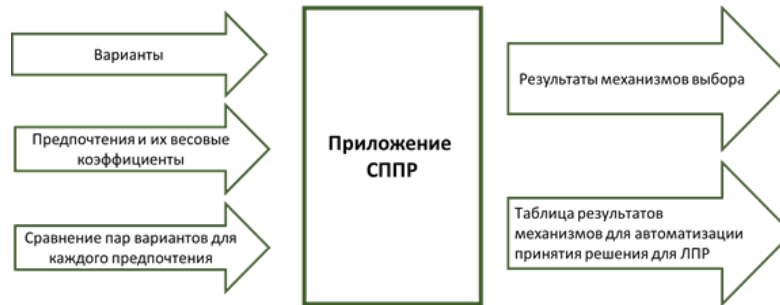 Варианты
Предпочтения и их весовые
коэффициенты
Сравнение пар вариантов для
каждого предпочтения
Приложение
СППР
Результаты механизмов выбора
Таблица результатов
механизмов для автоматизации
принятия решения для ЛПР